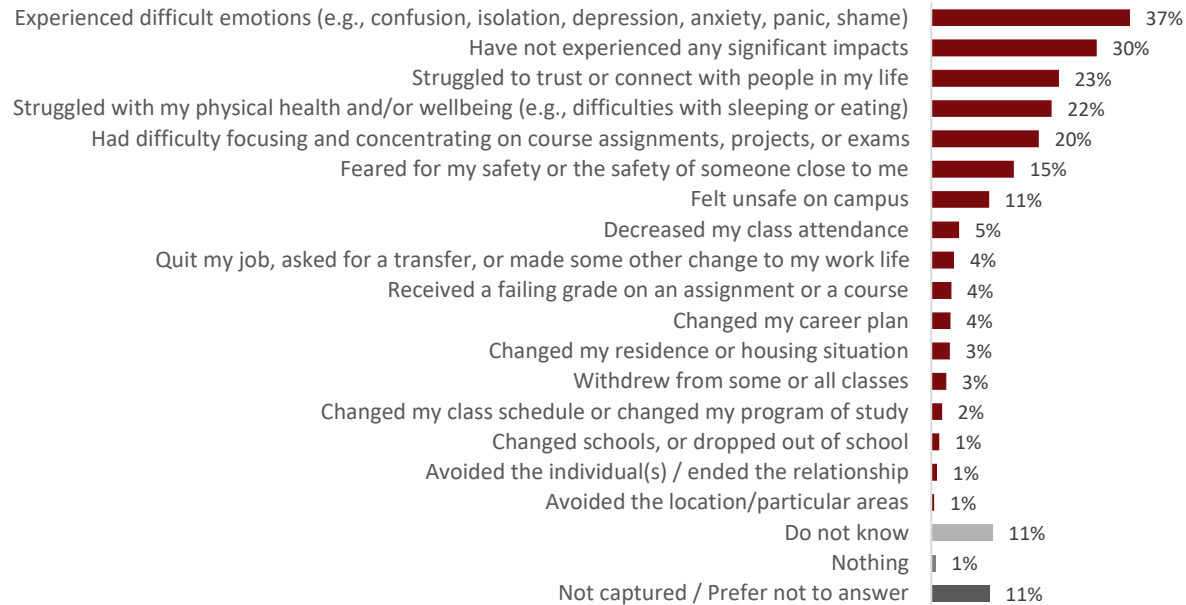 Experienced difficult emotions (e.g., confusion, isolation, depression, anxiety, panic, shame) 37%
Have not experienced any significant impacts 30%
Struggled to trust or connect with people in my life 23%
Struggled with my physical health and/or wellbeing (e.g., difficulties with sleeping or eating) 22%
Had difficulty focusing and concentrating on course assignments, projects, or exams 20%
Feared for my safety or the safety of someone close to me 15%
Felt unsafe on campus 11%
Decreased my class attendance 5%
Quit my job, asked for a transfer, or made some other change to my work life 4%
Received a failing grade on an assignment or a course 4%
Changed my career plan 4%
Changed my residence or housing situation 3%
Withdrew from some or all classes 3%
Changed my class schedule or changed my program of study 2%
Changed schools, or dropped out of school 1%
Avoided the individual(s) / ended the relationship 1%
Avoided the location/particular areas 1%
Do not know 11%
Nothing 1%
Not captured / Prefer not to answer 11%